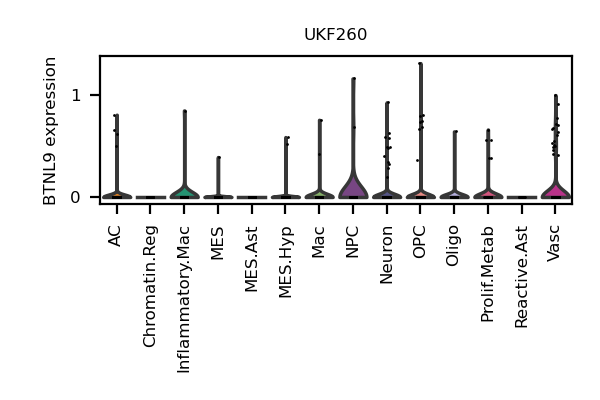 UKF260
BTNL9 expression
1
0
AC
Chromatin.Reg
Inflammatory.Mac
MES
MES.Ast
MES.Hyp
Mac
NPC
Neuron
OPC
Oligo
Prolif.Metab
Reactive.Ast
Vasc